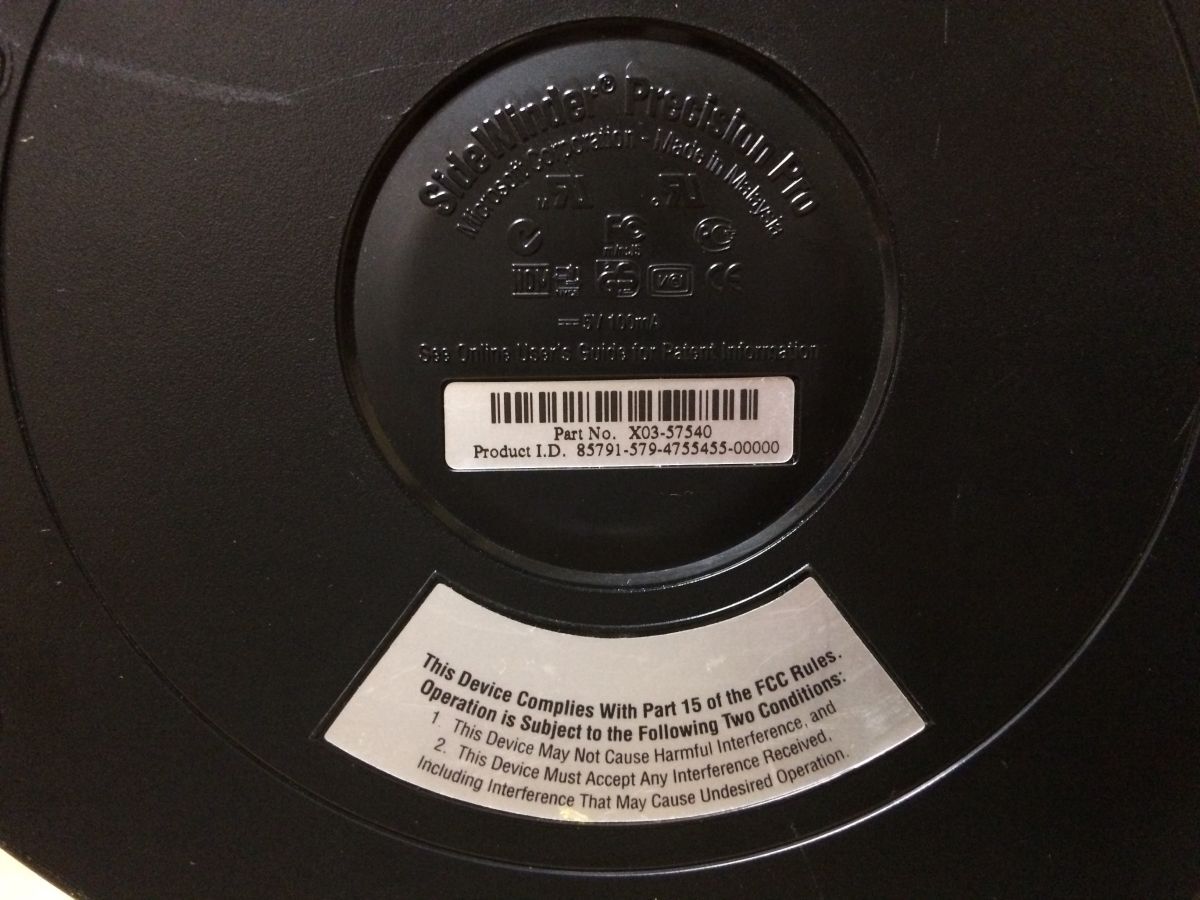 SideWinder® Precision Pro
Microsoft® Corporation - Made in Malaysia
CE
5V 100mA
See Online User's Guide for Patent Information
Part No. X03-57540
Product I.D. 85791-579-4755455-00000
This Device Complies With Part 15 of the FCC Rules.
Operation is Subject to the Following Two Conditions:
1. This Device May Not Cause Harmful Interference, and
2. This Device Must Accept Any Interference Received,
Including Interference That May Cause Undesired Operation.